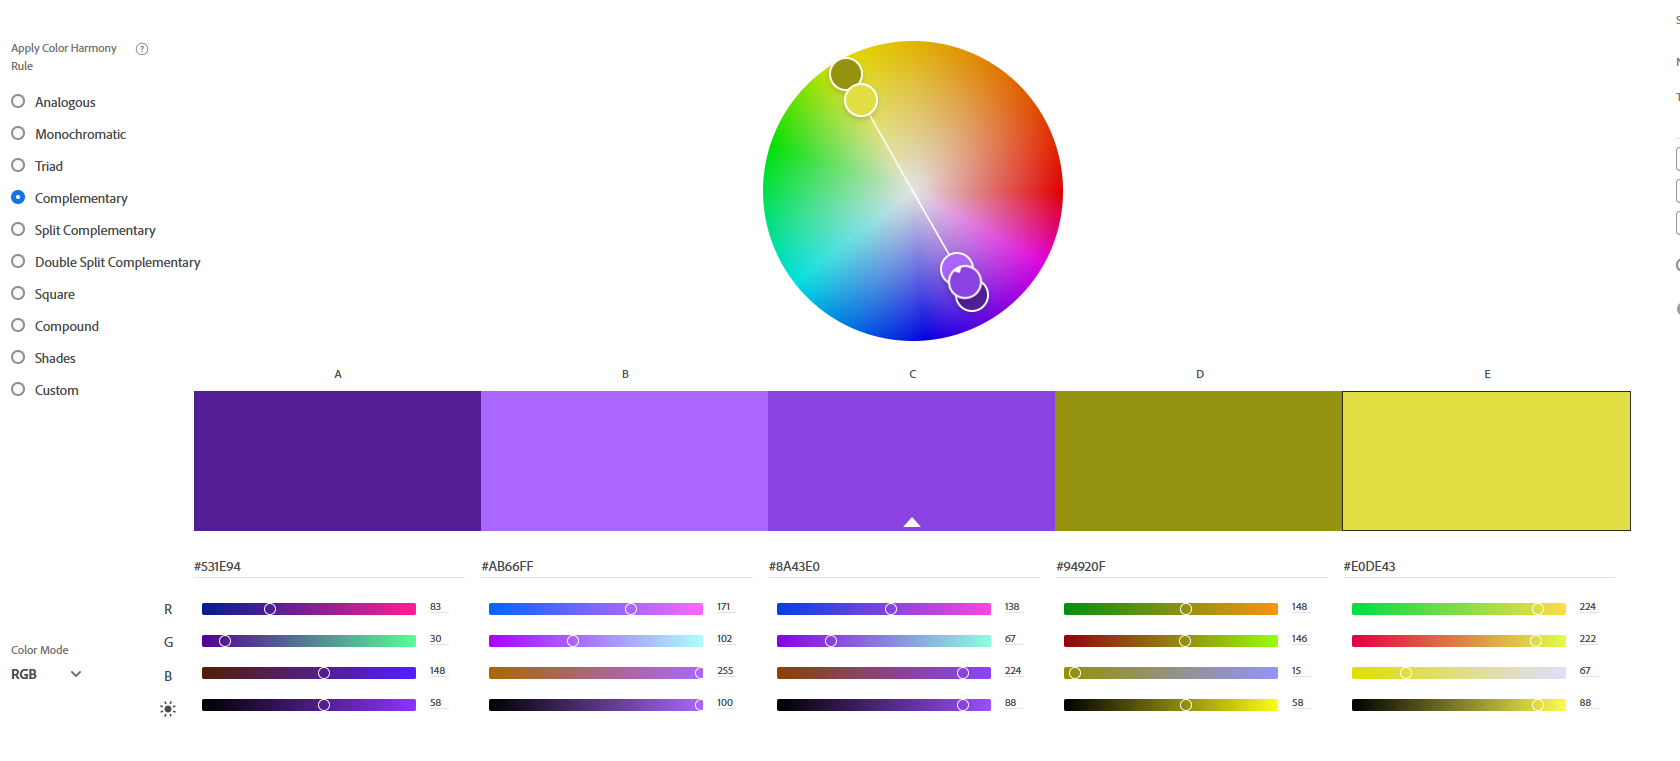 Apply Color Harmony
Rule
?
Analogous
Monochromatic
Triad
Complementary
Split Complementary
Double Split Complementary
Square
Compound
Shades
Custom
A B C D E
#531E94 #AB66FF #8A43E0 #94920F #E0DE43
Color Mode
RGB
R 83 171 138 148 224
G 30 102 67 146 222
B 148 255 224 15 67
58 100 88 58 88